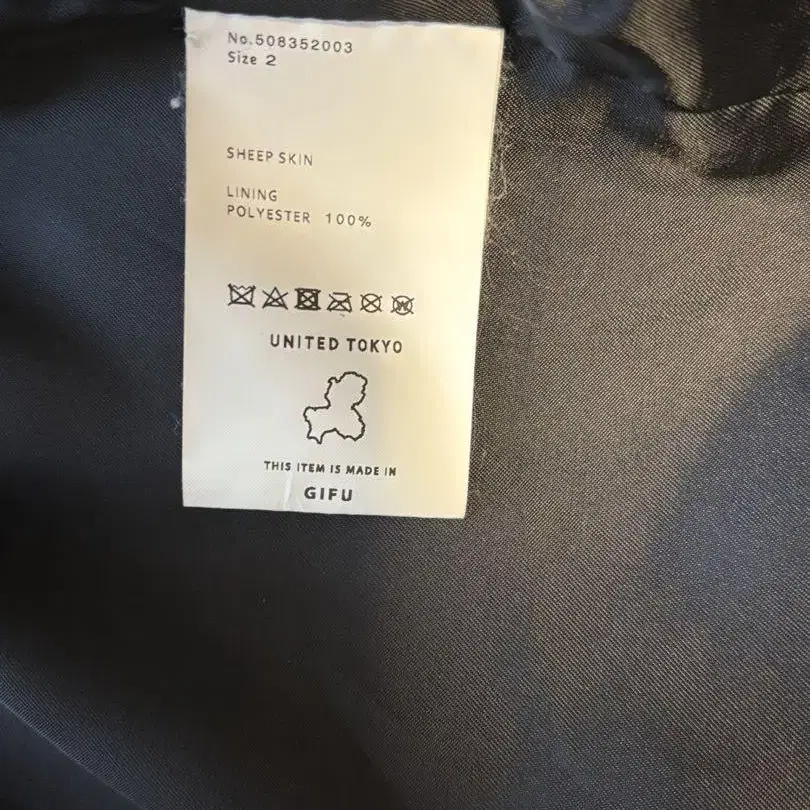 No.508352003
Size 2
SHEEP SKIN
LINING
POLYESTER 100%
UNITED TOKYO
THIS ITEM IS MADE IN
GIFU